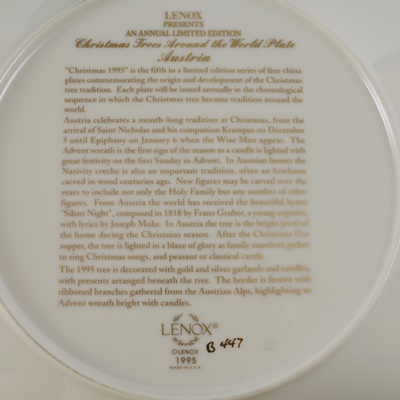 LENOX
PRESENTS
AN ANNUAL LIMITED EDITION
Christmas Trees Around the World Plate
Austria
"Christmas 1995" is the fifth in a limited edition series of fine china
plates commemorating the origin and development of the Christmas
tree tradition. Each plate will be issued annually in the chronological
sequence in which the Christmas tree became tradition around the
world.
Austria celebrates a month-long tradition at Christmas, from the
arrival of Saint Nicholas and his companion Krampus on December
5 until Epiphany on January 6 when the Wise Men appear. The
Advent wreath is the first sign of the season as a candle is lighted with
great festivity on the first Sunday in Advent. In Austrian homes the
Nativity creche is also an important tradition, often an heirloom
carved in wood centuries ago. New figures may be carved over the
years to include not only the Holy Family but any number of other
figures. From Austria the world has received the beautiful hymn
"Silent Night", composed in 1818 by Franz Gruber, a young organist,
with lyrics by Joseph Mohr. In Austria the tree is the bright jewel of
the home during the Christmas season. After the Christmas Eve
supper, the tree is lighted in a blaze of glory as family members gather
to sing Christmas songs, and peasant or classical carols.
The 1995 tree is decorated with gold and silver garlands and candles,
with presents arranged beneath the tree. The border is festive with
ribboned branches gathered from the Austrian Alps, highlighting an
Advent wreath bright with candles.
LENOX®
©LENOX
1995
MADE IN U.S.A.
B 447